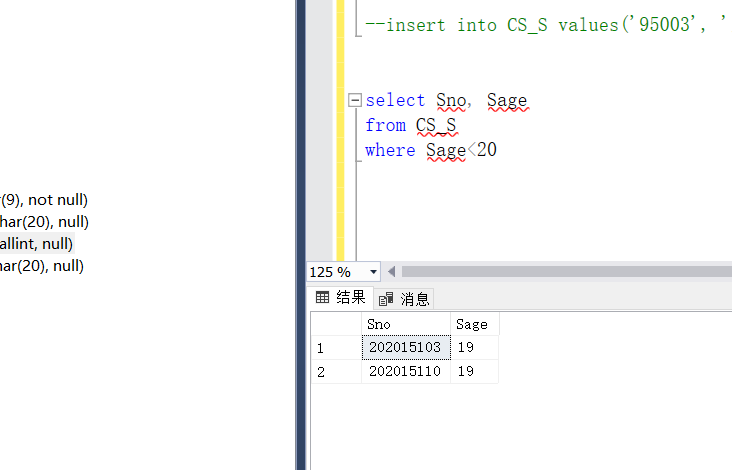 --insert into CS_S values('95003', '
select Sno, Sage
from CS_S
where Sage<20
(9), not null)
har(20), null)
allint, null)
ar(20), null)
125 %
结果 消息
Sno Sage
1 202015103 19
2 202015110 19